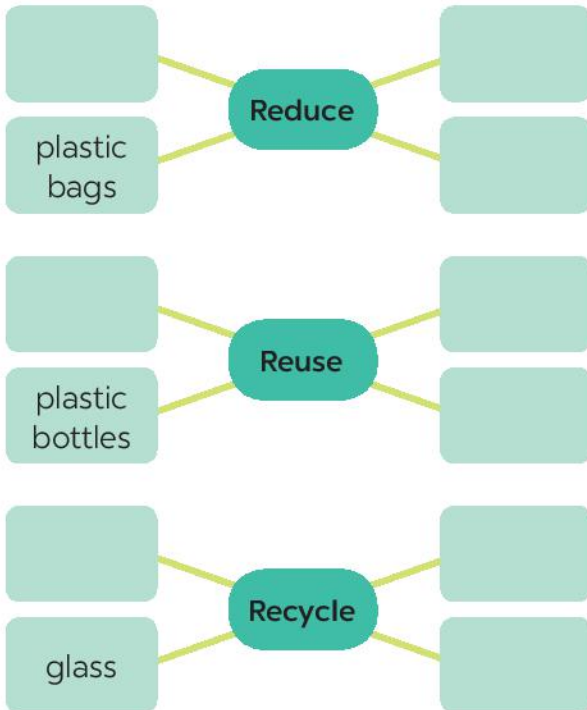 Reduce
plastic
bags
Reuse
plastic
bottles
Recycle
glass